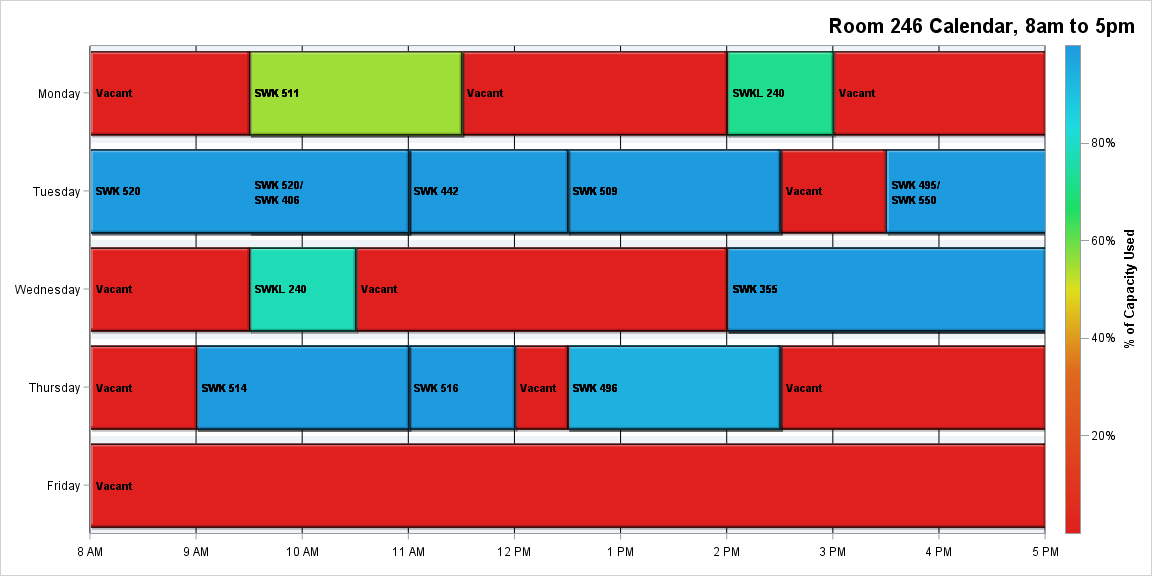 Room 246 Calendar, 8am to 5pm
Monday
Vacant
SWK 511
Vacant
SWKL 240
Vacant
Tuesday
SWK 520
SWK 520/
SWK 406
SWK 442
SWK 509
Vacant
SWK 495/
SWK 550
Wednesday
Vacant
SWKL 240
Vacant
SWK 355
Thursday
Vacant
SWK 514
SWK 516
Vacant
SWK 496
Vacant
Friday
Vacant
8 AM
9 AM
10 AM
11 AM
12 PM
1 PM
2 PM
3 PM
4 PM
5 PM
80%
60%
40%
20%
% of Capacity Used